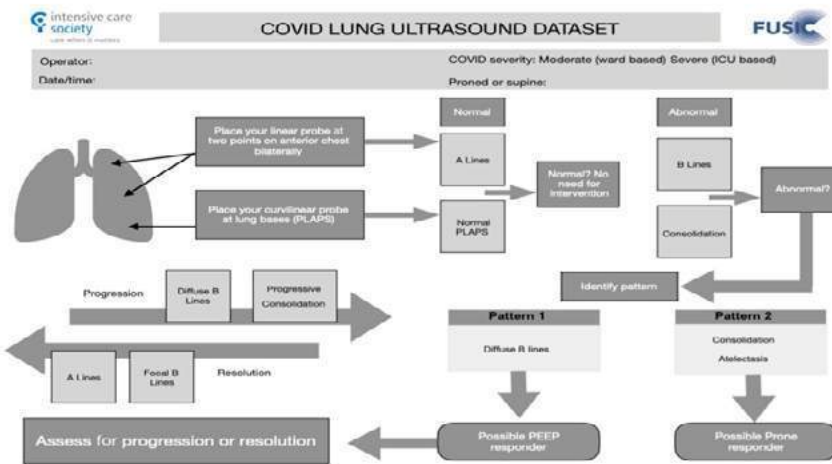 intensive care
society
care when it matters
COVID LUNG ULTRASOUND DATASET
FUSIC
Operator:
COVID severity: Moderate (ward based) Severe (ICU based)
Date/time:
Proned or supine:
Place your linear probe at
two points on anterior chest
bilaterally
Normal
Abnormal
A Lines
B Lines
Normal? No
need for
intervention
Abnormal?
Place your curvilinear probe
at lung bases (PLAPS)
Normal
PLAPS
Consolidation
Identify pattern
Progression
Diffuse B
Lines
Progressive
Consolidation
A Lines
Focal B
Lines
Resolution
Pattern 1
Diffuse B lines
Pattern 2
Consolidation
Atelectasis
Assess for progression or resolution
Possible PEEP
responder
Possible Prone
responder